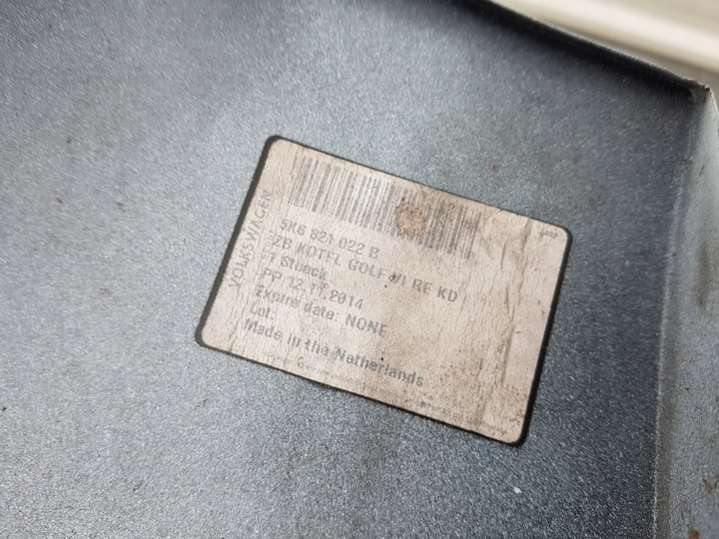 VOLKSWAGEN
5K6 821 022 B
ZB KOTFL GOLF VI RE KD
1 Stueck
PP 12.11.2014
Expire date: NONE
Lot:
Made in the Netherlands